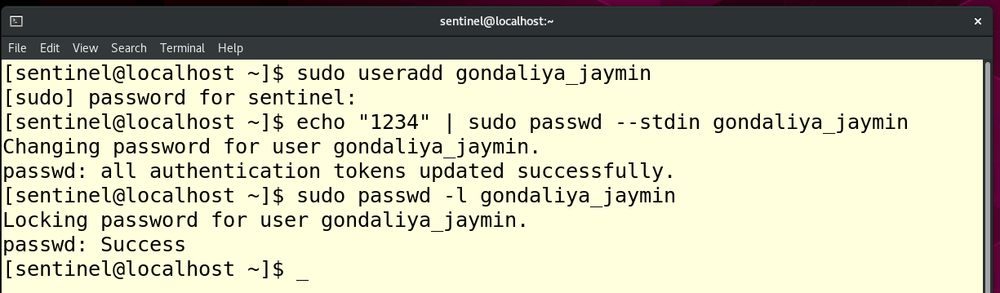 sentinel@localhost:~
File Edit View Search Terminal Help
[sentinel@localhost ~]$ sudo useradd gondaliya_jaymin
[sudo] password for sentinel:
[sentinel@localhost ~]$ echo "1234" | sudo passwd --stdin gondaliya_jaymin
Changing password for user gondaliya_jaymin.
passwd: all authentication tokens updated successfully.
[sentinel@localhost ~]$ sudo passwd -l gondaliya_jaymin
Locking password for user gondaliya_jaymin.
passwd: Success
[sentinel@localhost ~]$ _